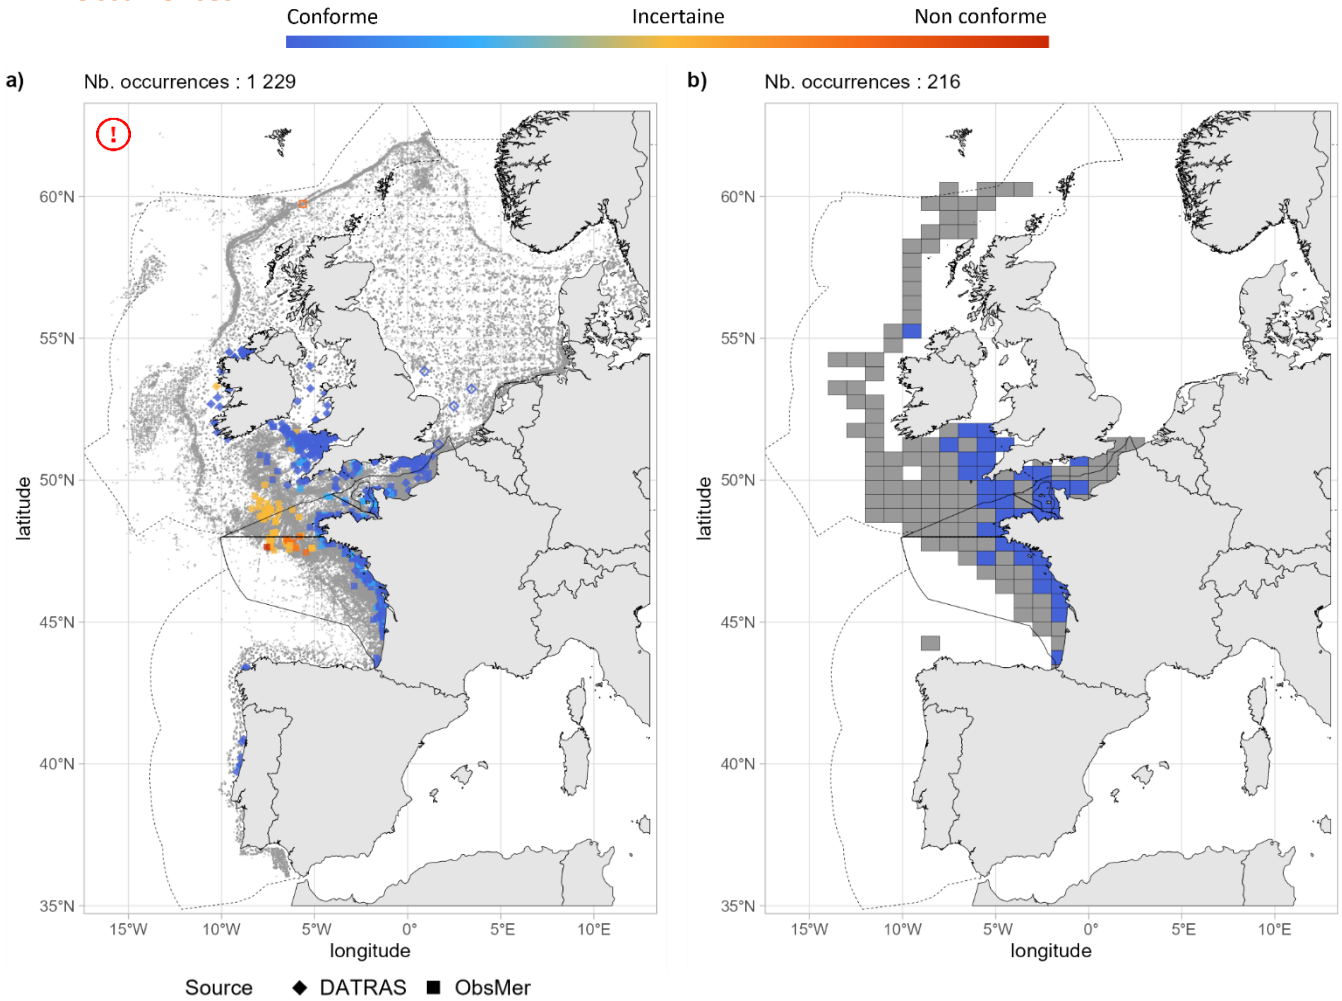 Conforme Incertaine Non conforme
a) Nb. occurrences : 1 229
b) Nb. occurrences : 216
!
60°N
55°N
50°N
45°N
40°N
35°N
latitude
15°W 10°W 5°W 0° 5°E 10°E
longitude
60°N
55°N
50°N
45°N
40°N
35°N
latitude
15°W 10°W 5°W 0° 5°E 10°E
longitude
Source DATRAS ObsMer